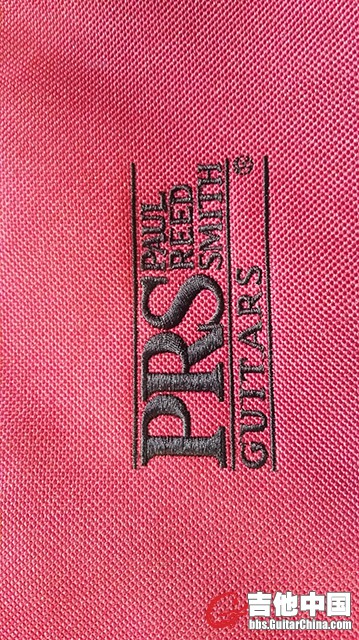 PRS
PAUL
REED
SMITH
®
GUITARS
吉他中国
bbs.GuitarChina.com